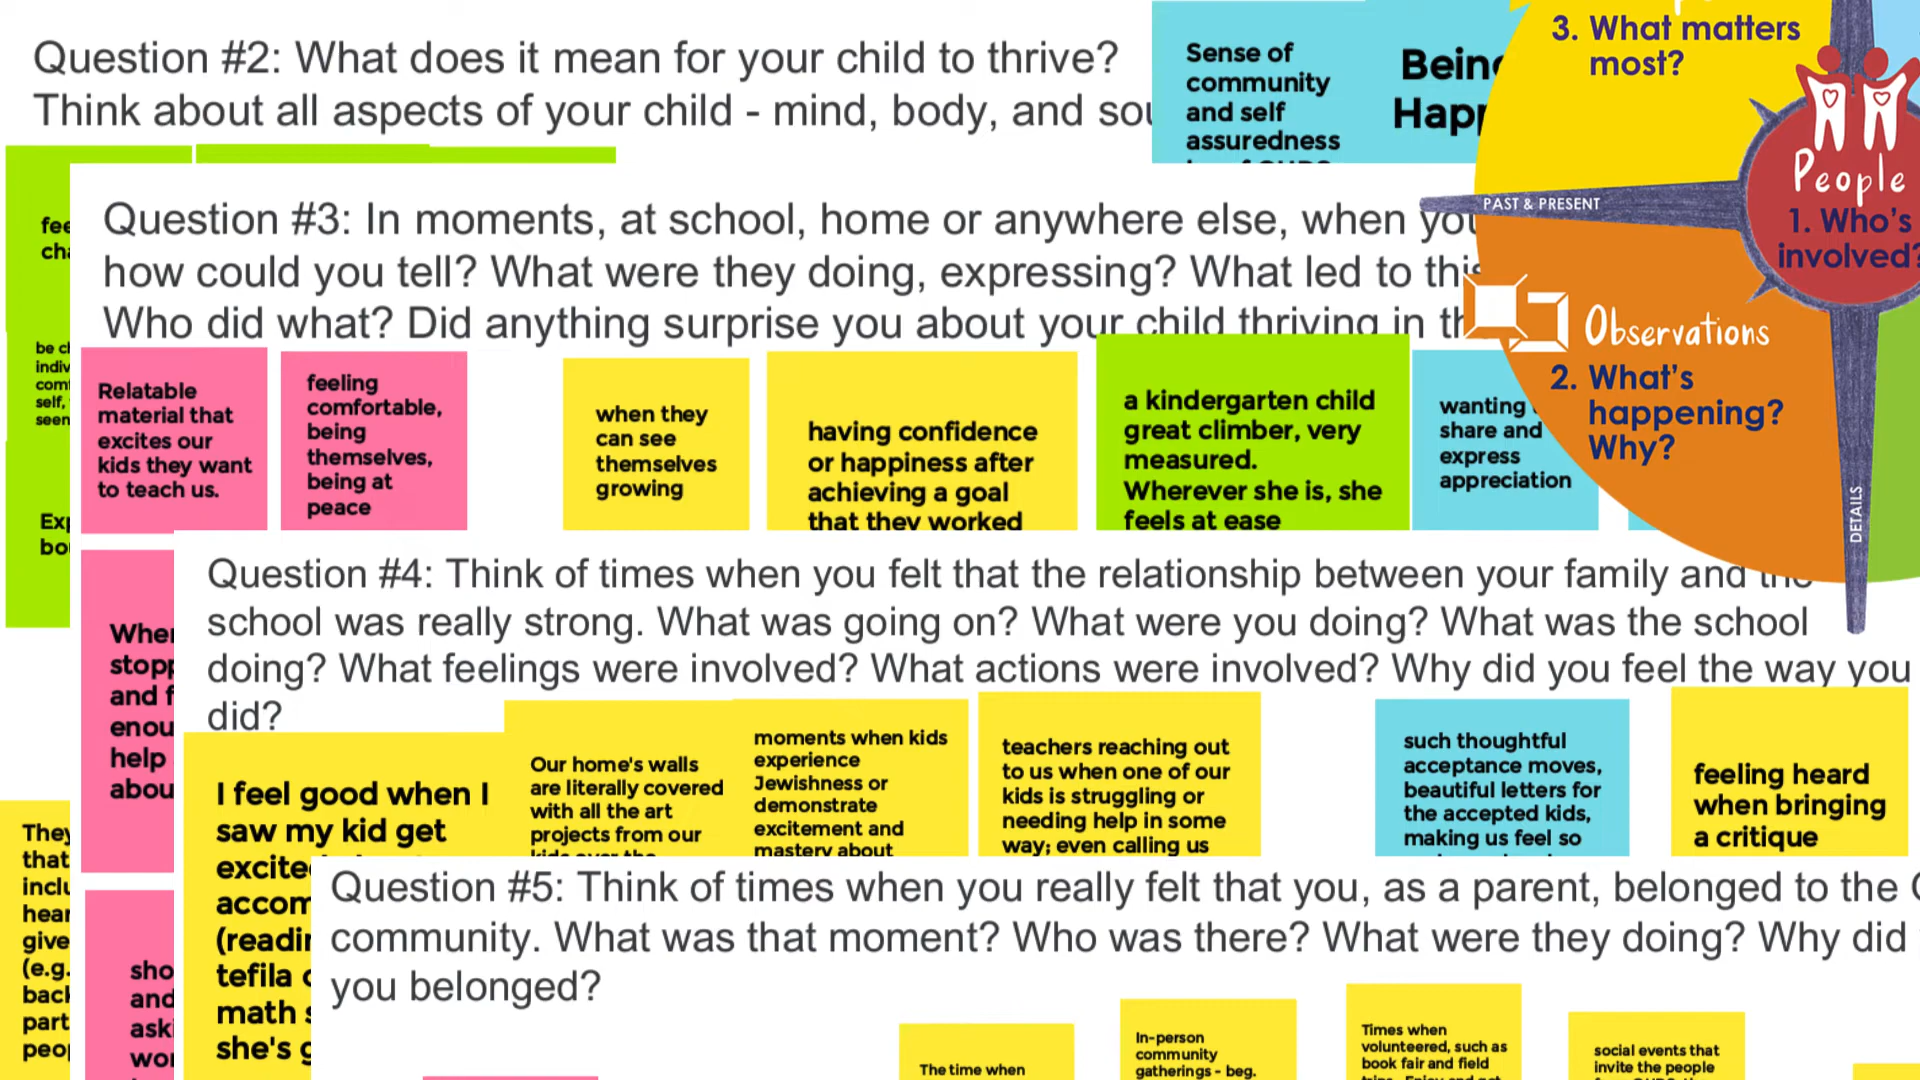 Question #2: What does it mean for your child to thrive?
Think about all aspects of your child - mind, body, and
Sense of
community
and self
assuredness
3. What matters
most?
People
1. Who's
involved?
PAST & PRESENT
Observations
2. What's
happening?
Why?
DETAILS
Question #3: In moments, at school, home or anywhere else, when
how could you tell? What were they doing, expressing? What led to
Who did what? Did anything surprise you about your child thriving in
be
Relatable
material that
excites our
kids they want
to teach us.
feeling
comfortable,
being
themselves,
being at
peace
when they
can see
themselves
growing
having confidence
or happiness after
achieving a goal
that they worked
a kindergarten child
great climber, very
measured.
Wherever she is, she
feels at ease
wanting
share and
express
appreciation
and
help
Question #4: Think of times when you felt that the relationship between your family and the
school was really strong. What was going on? What were you doing? What was the school
doing? What feelings were involved? What actions were involved? Why did you feel the way you
did?
They
that
give
(e.g.
and
I feel good when I
saw my kid get
tefila
math
she's
Our home's walls
are literally covered
with all the art
projects from our
moments when kids
experience
Jewishness or
demonstrate
excitement and
mastery about
teachers reaching out
to us when one of our
kids is struggling or
needing help in some
way; even calling us
such thoughtful
acceptance moves,
beautiful letters for
the accepted kids,
making us feel so
feeling heard
when bringing
a critique
Question #5: Think of times when you really felt that you, as a parent, belonged to the
community. What was that moment? Who was there? What were they doing? Why did
you belonged?
The time when
In-person
community
gatherings - beg.
Times when
volunteered, such as
book fair and field
social events that
invite the people